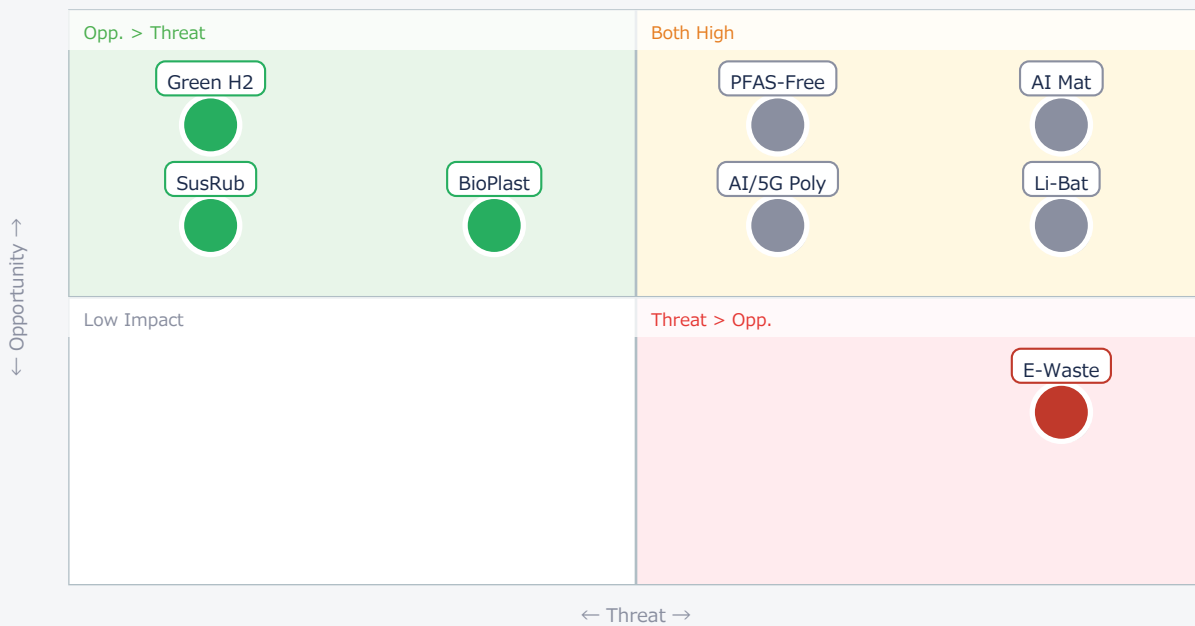 Opp. > Threat
Both High
Green H2
PFAS-Free
AI Mat
SusRub
BioPlast
AI/5G Poly
Li-Bat
← Opportunity →
Low Impact
Threat > Opp.
E-Waste
← Threat →